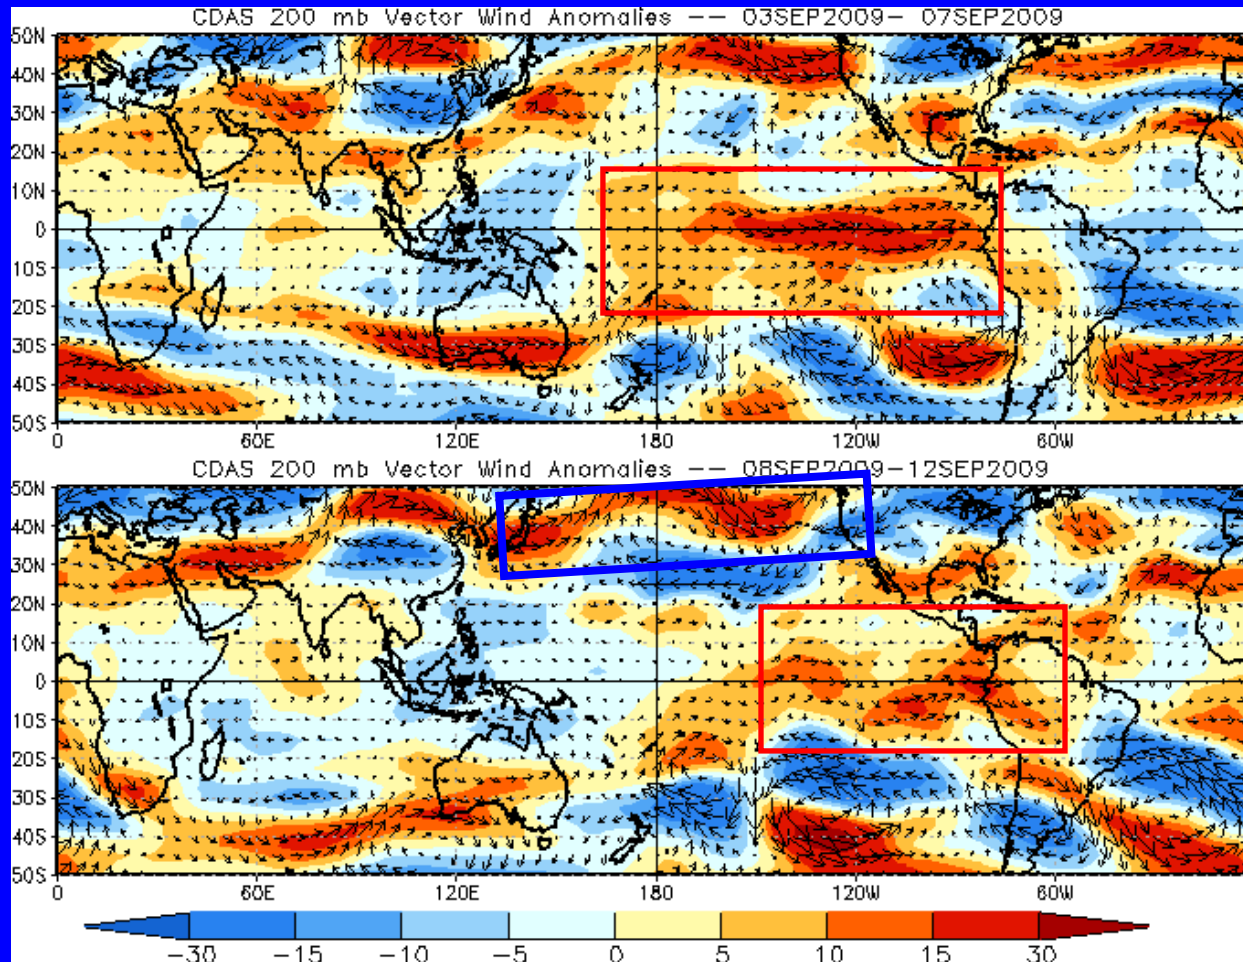 CDAS 200 mb Vector Wind Anomalies -- 03SEP2009- 07SEP2009
50N
40N
30N
20N
10N
0
10S
20S
30S
40S
50S
0 60E 120E 180 120W 60W
CDAS 200 mb Vector Wind Anomalies -- 08SEP2009-12SEP2009
50N
40N
30N
20N
10N
0
10S
20S
30S
40S
50S
0 60E 120E 180 120W 60W
-30 -15 -10 -5 0 5 10 15 30